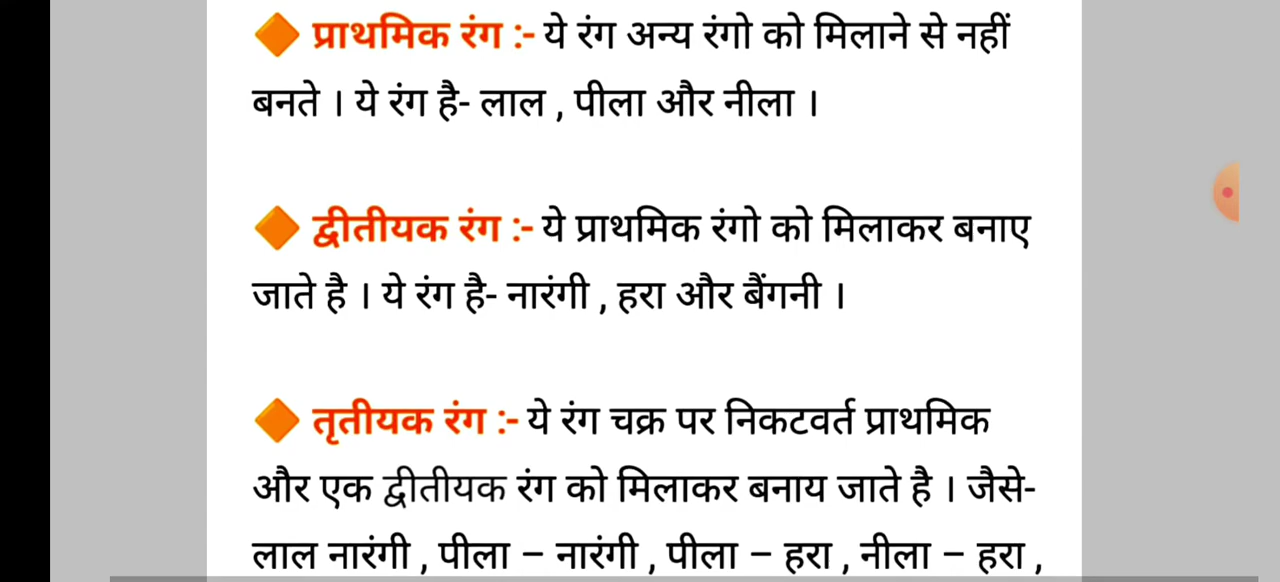 🔶 प्राथमिक रंग :- ये रंग अन्य रंगो को मिलाने से नहीं
बनते । ये रंग है- लाल , पीला और नीला ।
🔶 द्वीतीयक रंग :- ये प्राथमिक रंगो को मिलाकर बनाए
जाते है । ये रंग है- नारंगी , हरा और बैंगनी ।
🔶 तृतीयक रंग :- ये रंग चक्र पर निकटवर्त प्राथमिक
और एक द्वीतीयक रंग को मिलाकर बनाय जाते है । जैसे-
लाल नारंगी , पीला – नारंगी , पीला – हरा , नीला – हरा ,